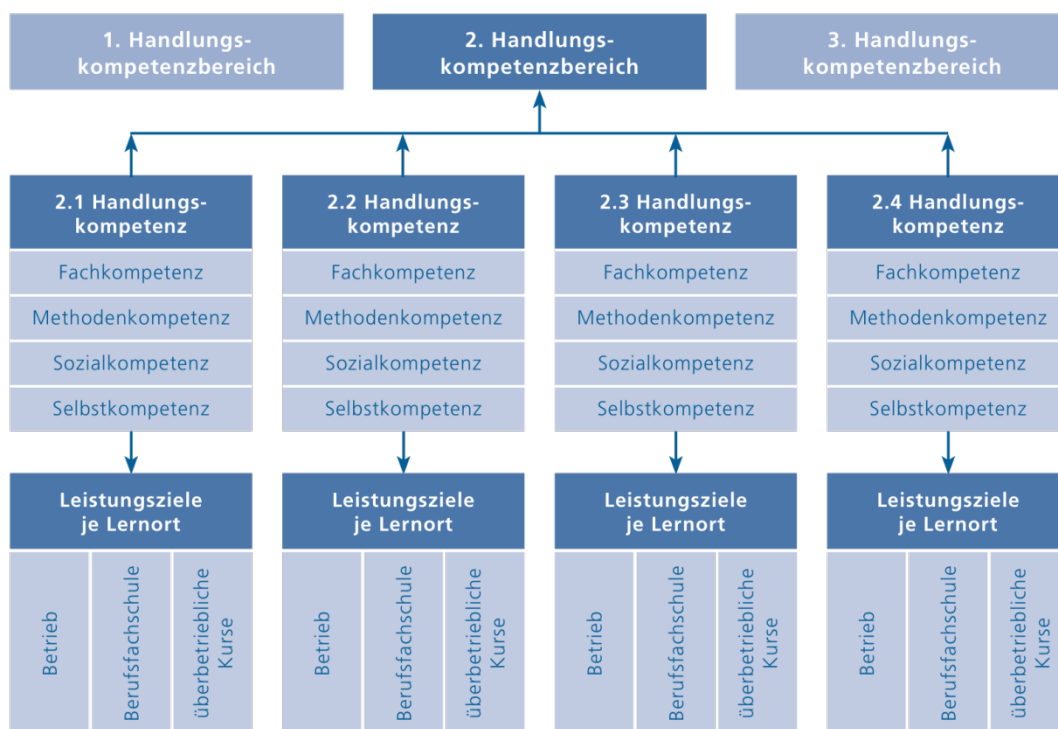 1. Handlungs-
kompetenzbereich
2. Handlungs-
kompetenzbereich
3. Handlungs-
kompetenzbereich
2.1 Handlungs-
kompetenz
Fachkompetenz
Methodenkompetenz
Sozialkompetenz
Selbstkompetenz
Leistungsziele
je Lernort
Betrieb
Berufsfachschule
überbetriebliche
Kurse
2.2 Handlungs-
kompetenz
Fachkompetenz
Methodenkompetenz
Sozialkompetenz
Selbstkompetenz
Leistungsziele
je Lernort
Betrieb
Berufsfachschule
überbetriebliche
Kurse
2.3 Handlungs-
kompetenz
Fachkompetenz
Methodenkompetenz
Sozialkompetenz
Selbstkompetenz
Leistungsziele
je Lernort
Betrieb
Berufsfachschule
überbetriebliche
Kurse
2.4 Handlungs-
kompetenz
Fachkompetenz
Methodenkompetenz
Sozialkompetenz
Selbstkompetenz
Leistungsziele
je Lernort
Betrieb
Berufsfachschule
überbetriebliche
Kurse